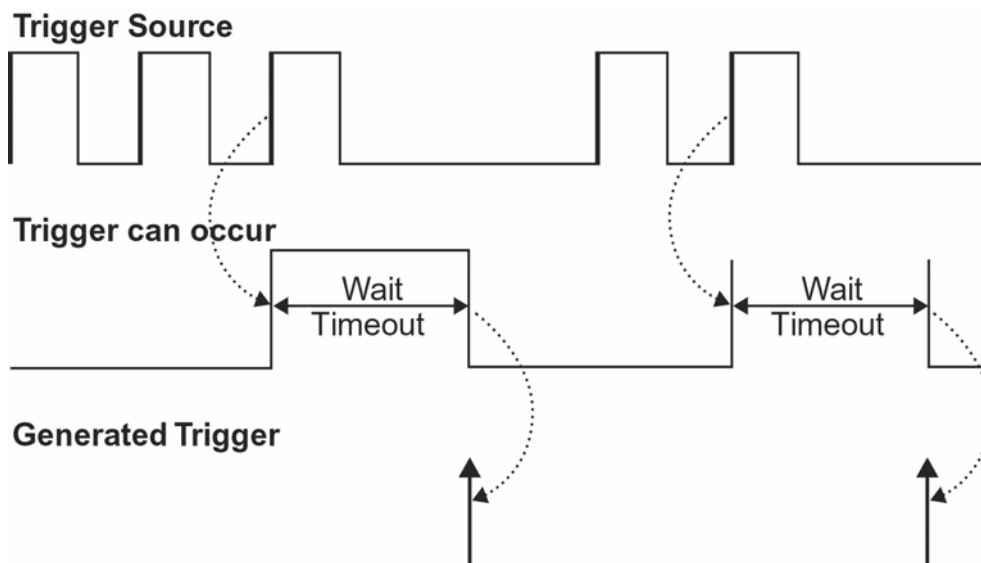 Trigger Source
Trigger can occur
Wait
Timeout
Wait
Timeout
Generated Trigger